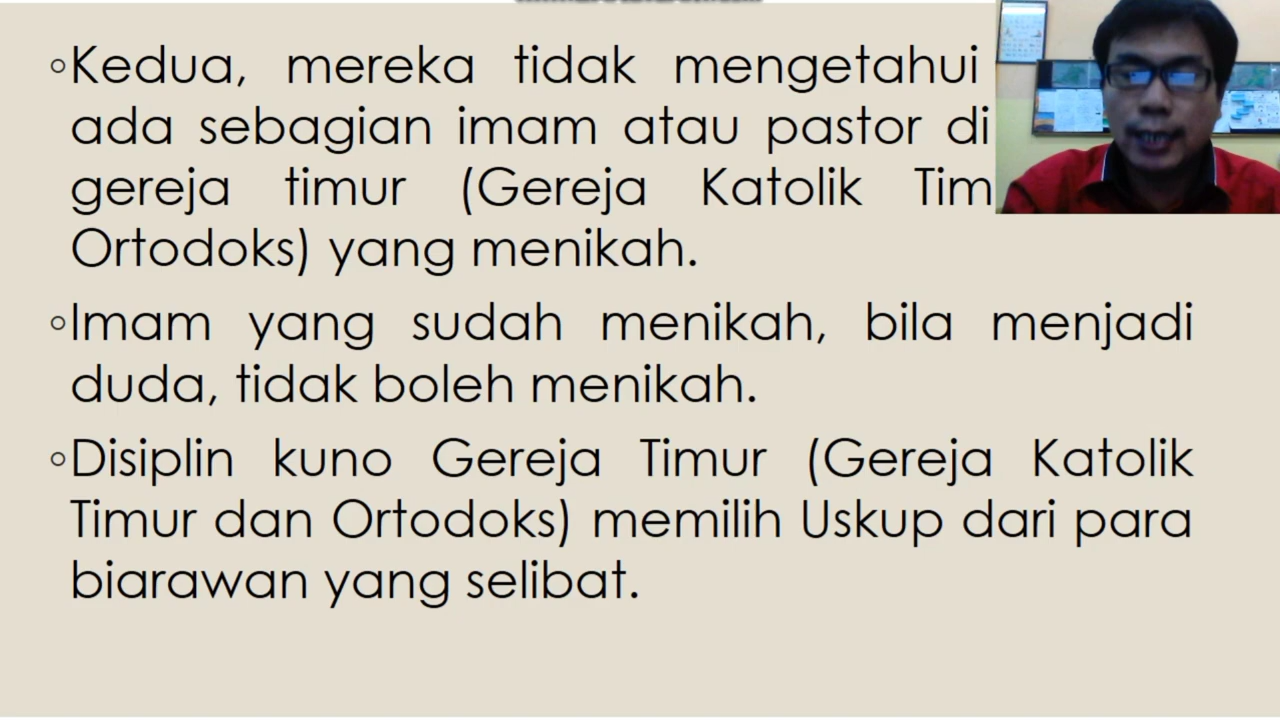 ◦Kedua, mereka tidak mengetahui
ada sebagian imam atau pastor di
gereja timur (Gereja Katolik Tim
Ortodoks) yang menikah.
◦Imam yang sudah menikah, bila menjadi
duda, tidak boleh menikah.
◦Disiplin kuno Gereja Timur (Gereja Katolik
Timur dan Ortodoks) memilih Uskup dari para
biarawan yang selibat.